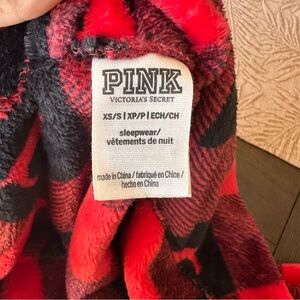 PINK
VICTORIA'S SECRET
XS/S | XP/P | ECH/CH
sleepwear/
vêtements de nuit
made in China / fabriqué en Chine /
hecho en China